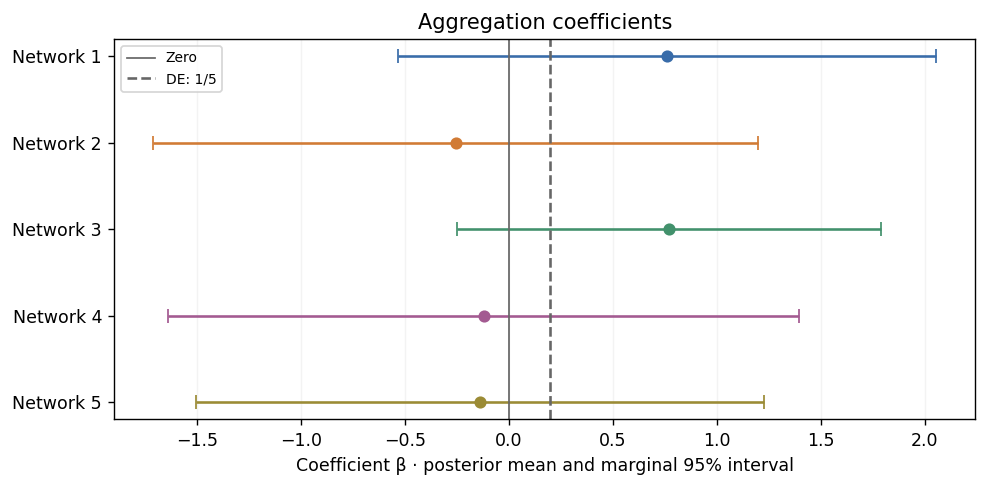 Aggregation coefficients
Zero
DE: 1/5
Network 1
Network 2
Network 3
Network 4
Network 5
−1.5 −1.0 −0.5 0.0 0.5 1.0 1.5 2.0
Coefficient β · posterior mean and marginal 95% interval